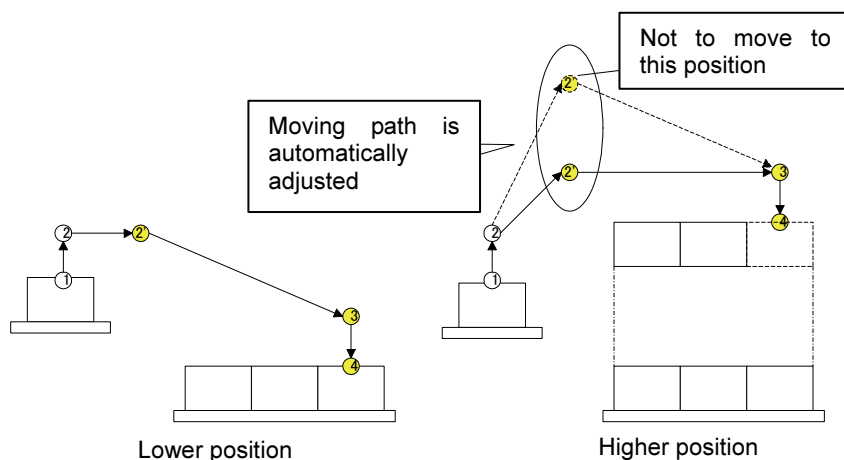 Not to move to
this position
Moving path is
automatically
adjusted
2'
2'
3
4
2
1
2
2'
1
3
4
Lower position
Higher position